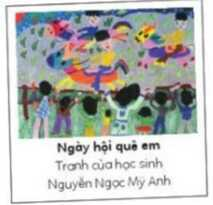 Ngày hội quê em
Tranh của học sinh
Nguyễn Ngọc Mỹ Anh